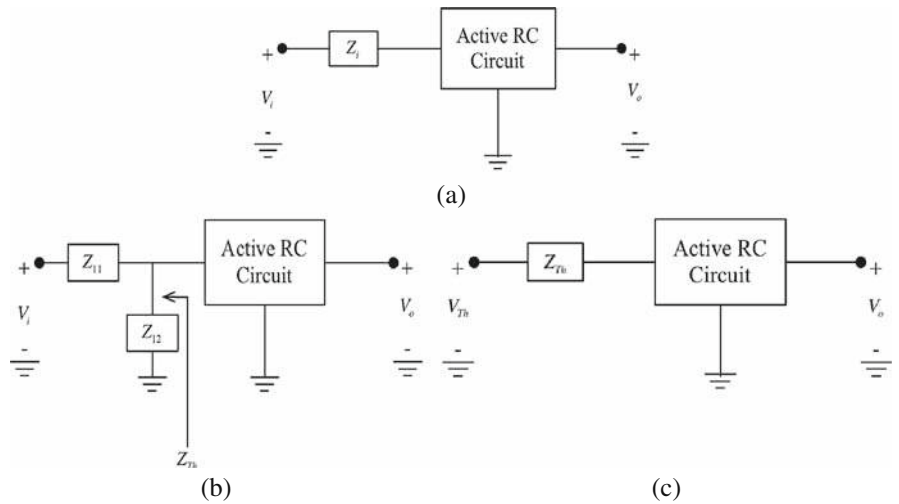 Z_i
Active RC
Circuit
+
+
V_i
V_o
-
-
(a)
Z_11
Active RC
Circuit
+
+
V_i
Z_12
V_o
-
-
Z_Th
(b)
Z_Th
Active RC
Circuit
+
+
V_Th
V_o
-
-
(c)